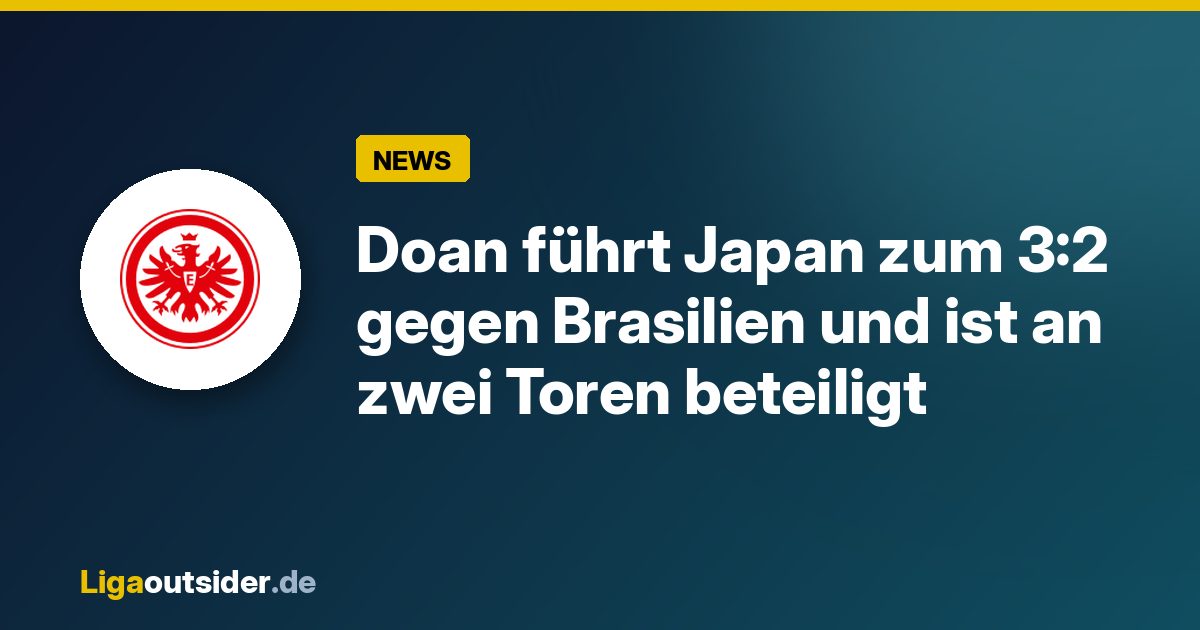 NEWS
Doan führt Japan zum 3:2
gegen Brasilien und ist an
zwei Toren beteiligt
E
Ligaoutsider.de